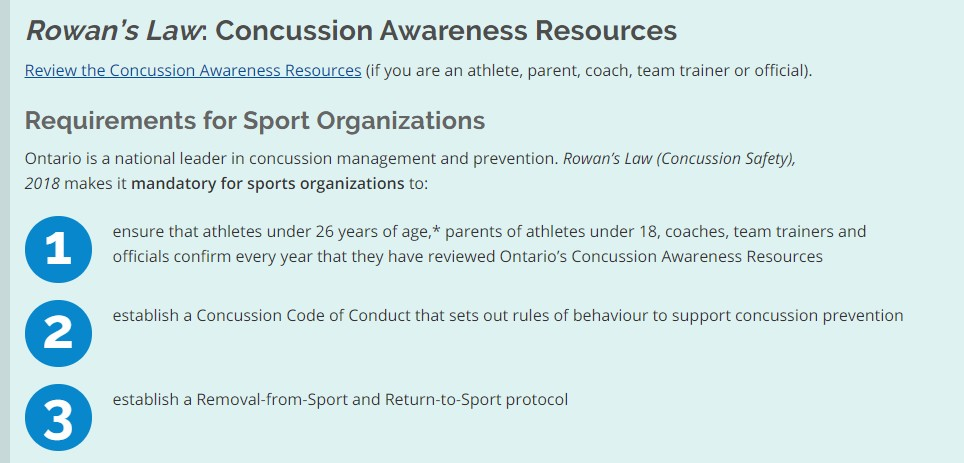 Rowan's Law: Concussion Awareness Resources
Review the Concussion Awareness Resources (if you are an athlete, parent, coach, team trainer or official).
Requirements for Sport Organizations
Ontario is a national leader in concussion management and prevention. Rowan's Law (Concussion Safety),
2018 makes it mandatory for sports organizations to:
1 ensure that athletes under 26 years of age,* parents of athletes under 18, coaches, team trainers and
officials confirm every year that they have reviewed Ontario's Concussion Awareness Resources
2 establish a Concussion Code of Conduct that sets out rules of behaviour to support concussion prevention
3 establish a Removal-from-Sport and Return-to-Sport protocol